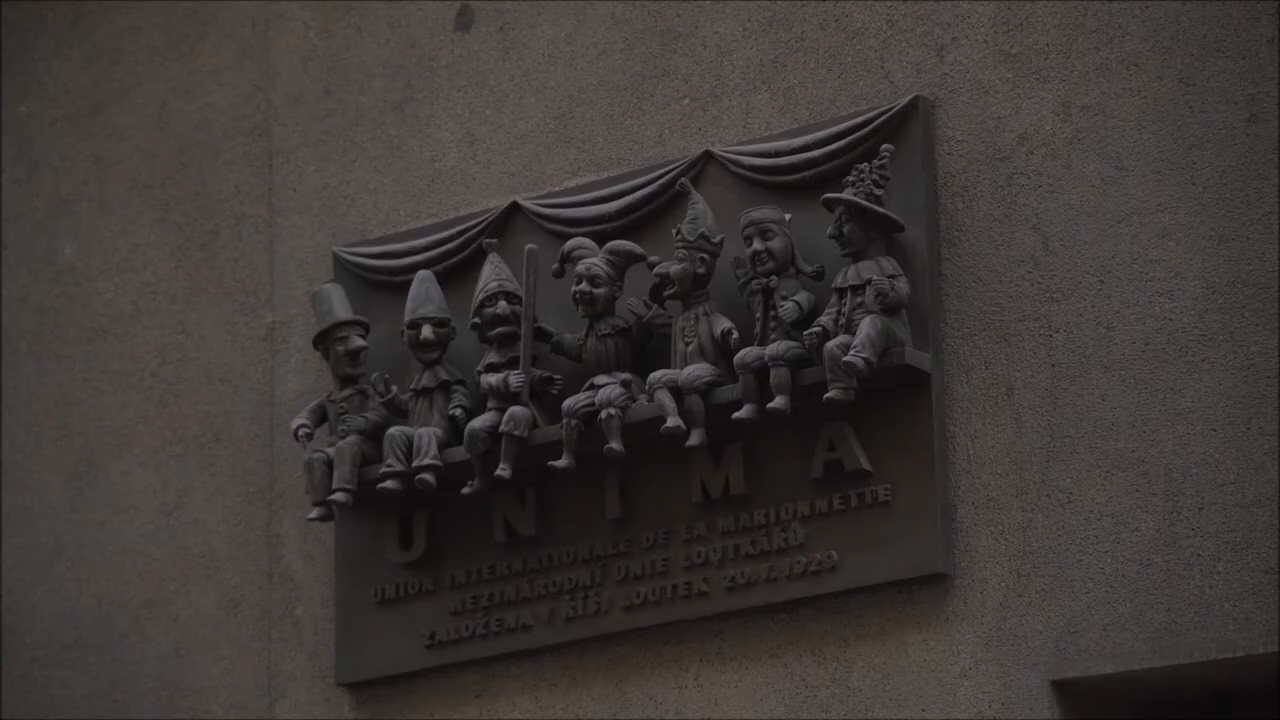 UNIMA
UNION INTERNATIONALE DE LA MARIONNETTE
MEZINÁRODNÍ UNIE LOUTKÁŘŮ
ZALOŽENA V ŘÍŠI LOUTEK 20.V.1929